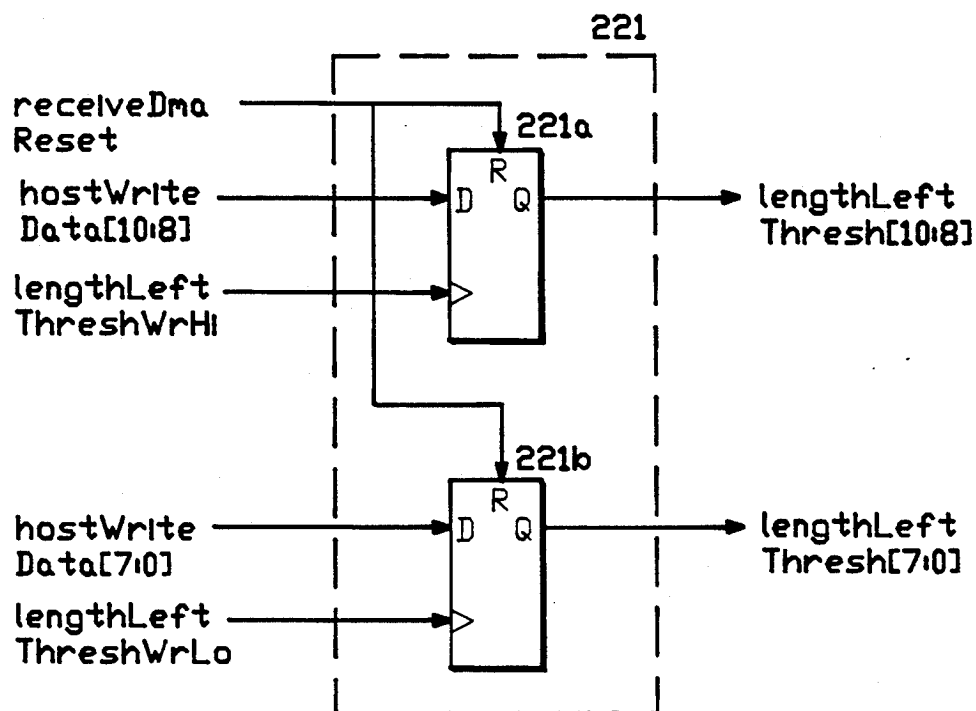 221
receiveDma
Reset
221a
R
hostWrite
Data[10:8]
D
Q
lengthLeft
Thresh[10:8]
lengthLeft
ThreshWrHi
221b
R
hostWrite
Data[7:0]
D
Q
lengthLeft
Thresh[7:0]
lengthLeft
ThreshWrLo